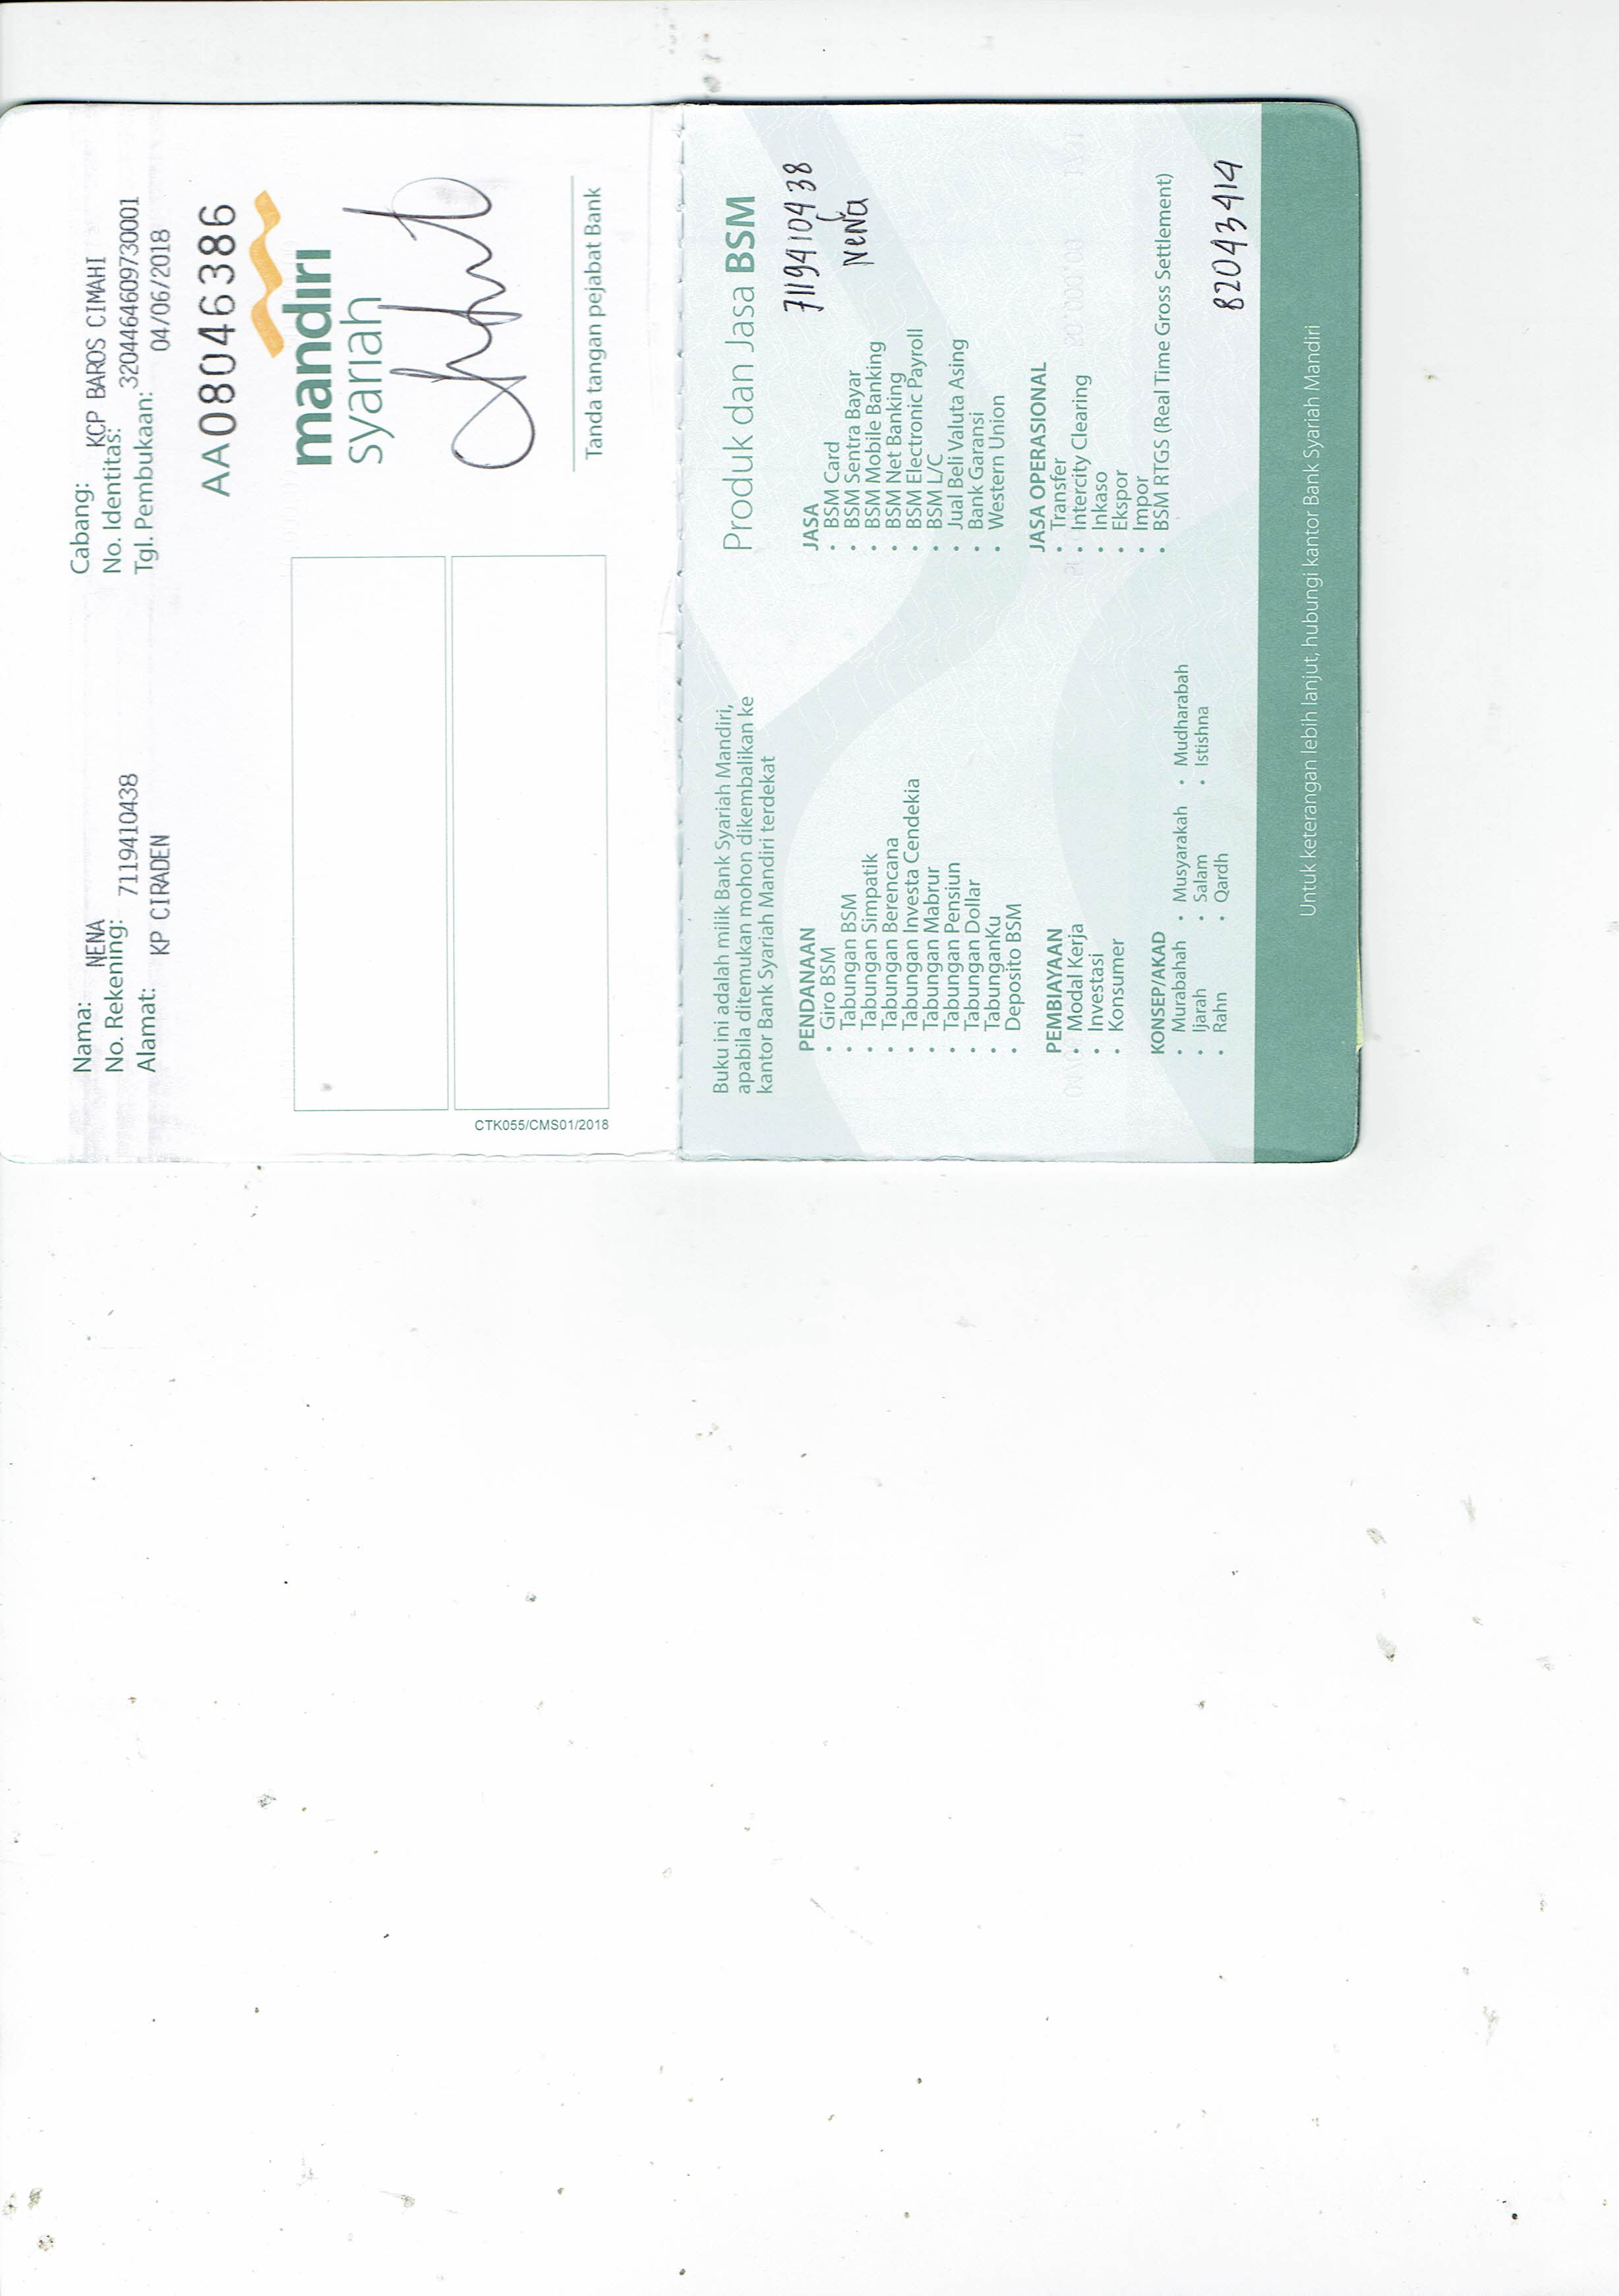 Nama: NENA
No. Rekening: 7119410438
Alamat: KP CIRADEN
Cabang: KCP BAROS CIMAHI
No. Identitas: 3204464609730001
Tgl. Pembukaan: 04/06/2018
AA08046386
mandiri
syariah
Tanda tangan pejabat Bank
CTK055/CMS01/2018
Buku ini adalah milik Bank Syariah Mandiri,
apabila ditemukan mohon dikembalikan ke
kantor Bank Syariah Mandiri terdekat
PENDANAAN
• Giro BSM
• Tabungan BSM
• Tabungan Simpatik
• Tabungan Berencana
• Tabungan Investa Cendekia
• Tabungan Mabrur
• Tabungan Pensiun
• Tabungan Dollar
• TabunganKu
• Deposito BSM
PEMBIAYAAN
• Modal Kerja
• Investasi
• Konsumer
KONSEP/AKAD
• Murabahah • Musyarakah • Mudharabah
• Ijarah • Salam • Istishna
• Rahn • Qardh
Produk dan Jasa BSM
7119410438
Nena
JASA
• BSM Card
• BSM Sentra Bayar
• BSM Mobile Banking
• BSM Net Banking
• BSM Electronic Payroll
• BSM L/C
• Jual Beli Valuta Asing
• Bank Garansi
• Western Union
JASA OPERASIONAL
• Transfer
• Intercity Clearing
• Inkaso
• Ekspor
• Impor
• BSM RTGS (Real Time Gross Settlement)
82043414
Untuk keterangan lebih lanjut, hubungi kantor Bank Syariah Mandiri